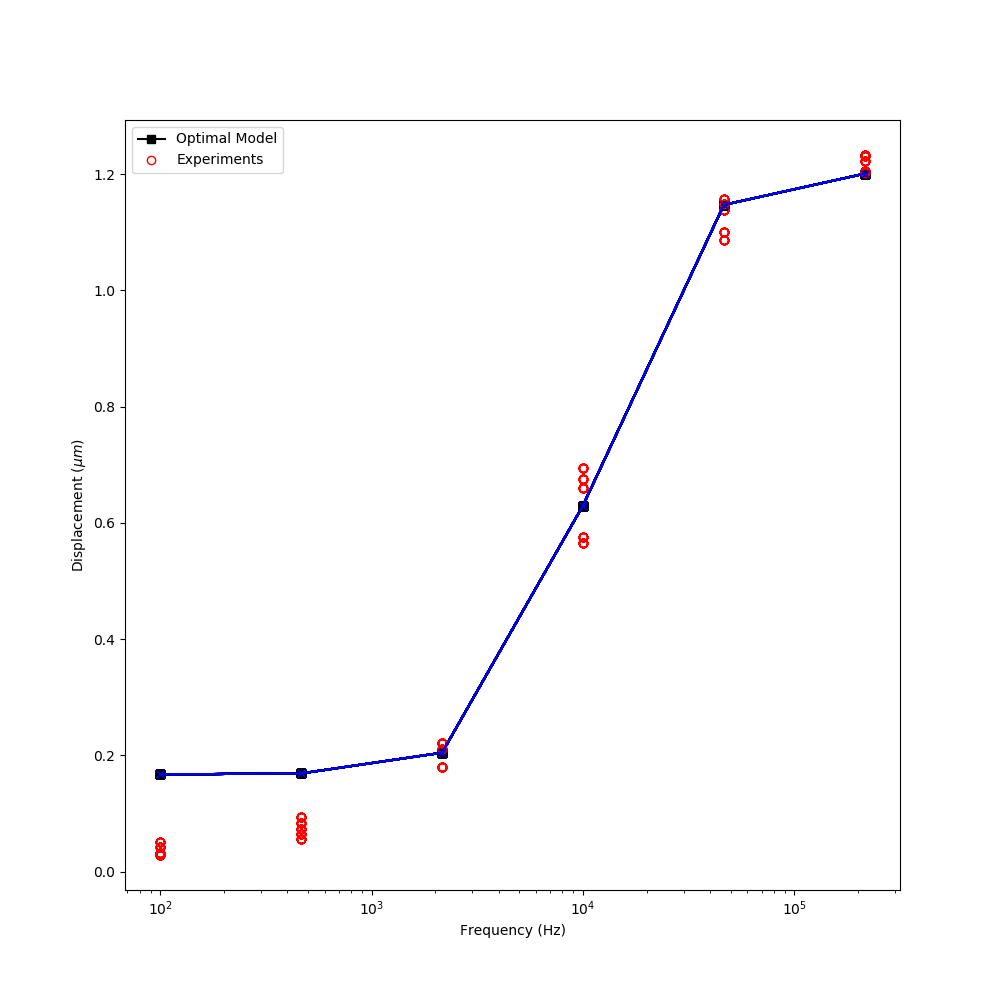 Optimal Model
Experiments
Displacement (μm)
1.2
1.0
0.8
0.6
0.4
0.2
0.0
10² 10³ 10⁴ 10⁵
Frequency (Hz)